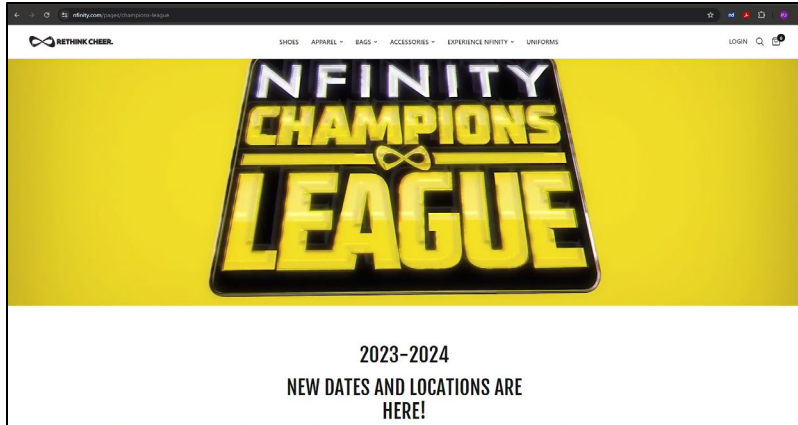 nfinity.com/pages/champions-league
RETHINK CHEER.
SHOES APPAREL BAGS ACCESSORIES EXPERIENCE NFINITY UNIFORMS
LOGIN 0
NFINITY
CHAMPIONS
LEAGUE
2023-2024
NEW DATES AND LOCATIONS ARE
HERE!